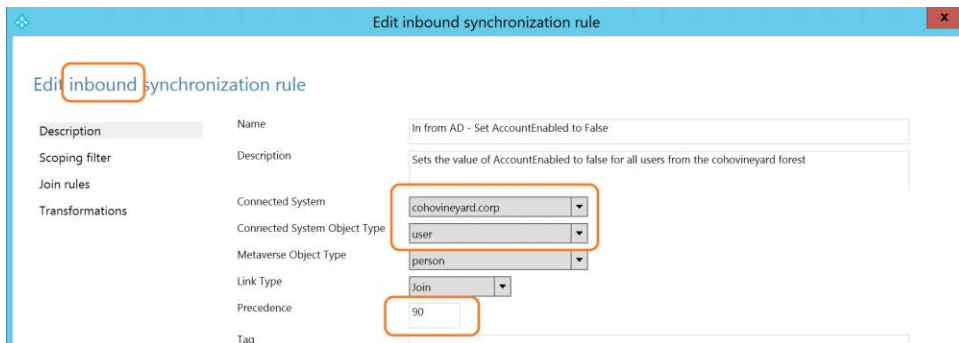 Edit inbound synchronization rule
x
Edit inbound synchronization rule
Description
Scoping filter
Join rules
Transformations
Name
In from AD - Set AccountEnabled to False
Description
Sets the value of AccountEnabled to false for all users from the cohovineyard forest
Connected System
cohovineyard.corp
Connected System Object Type
user
Metaverse Object Type
person
Link Type
Join
Precedence
90
Tag